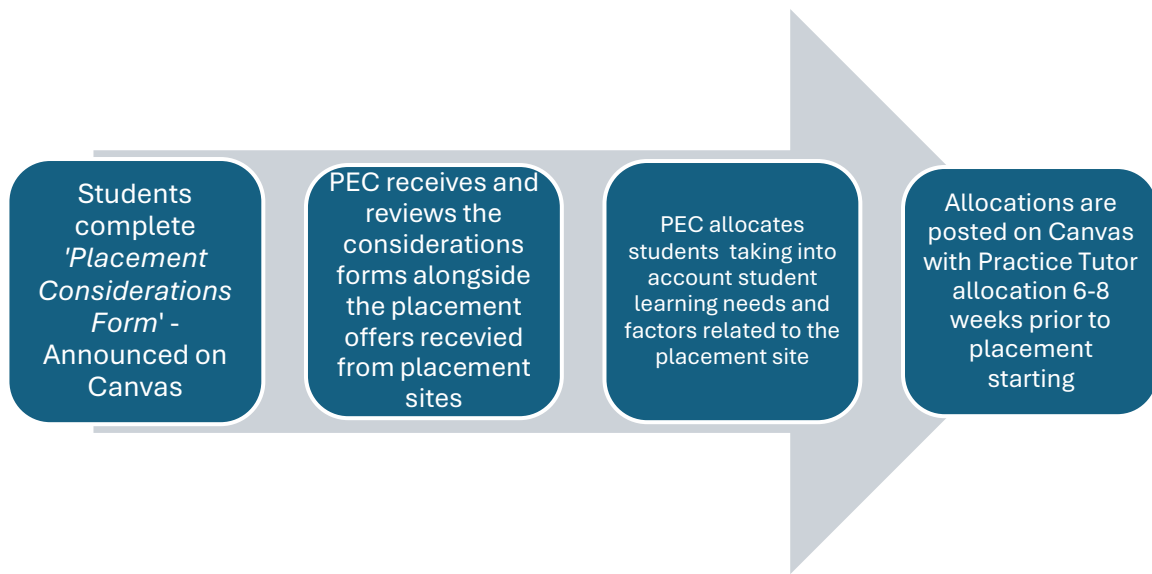 Students
complete
'Placement
Considerations
Form' -
Announced on
Canvas
PEC receives and
reviews the
considerations
forms alongside
the placement
offers recevied
from placement
sites
PEC allocates
students taking into
account student
learning needs and
factors related to the
placement site
Allocations are
posted on Canvas
with Practice Tutor
allocation 6-8
weeks prior to
placement
starting